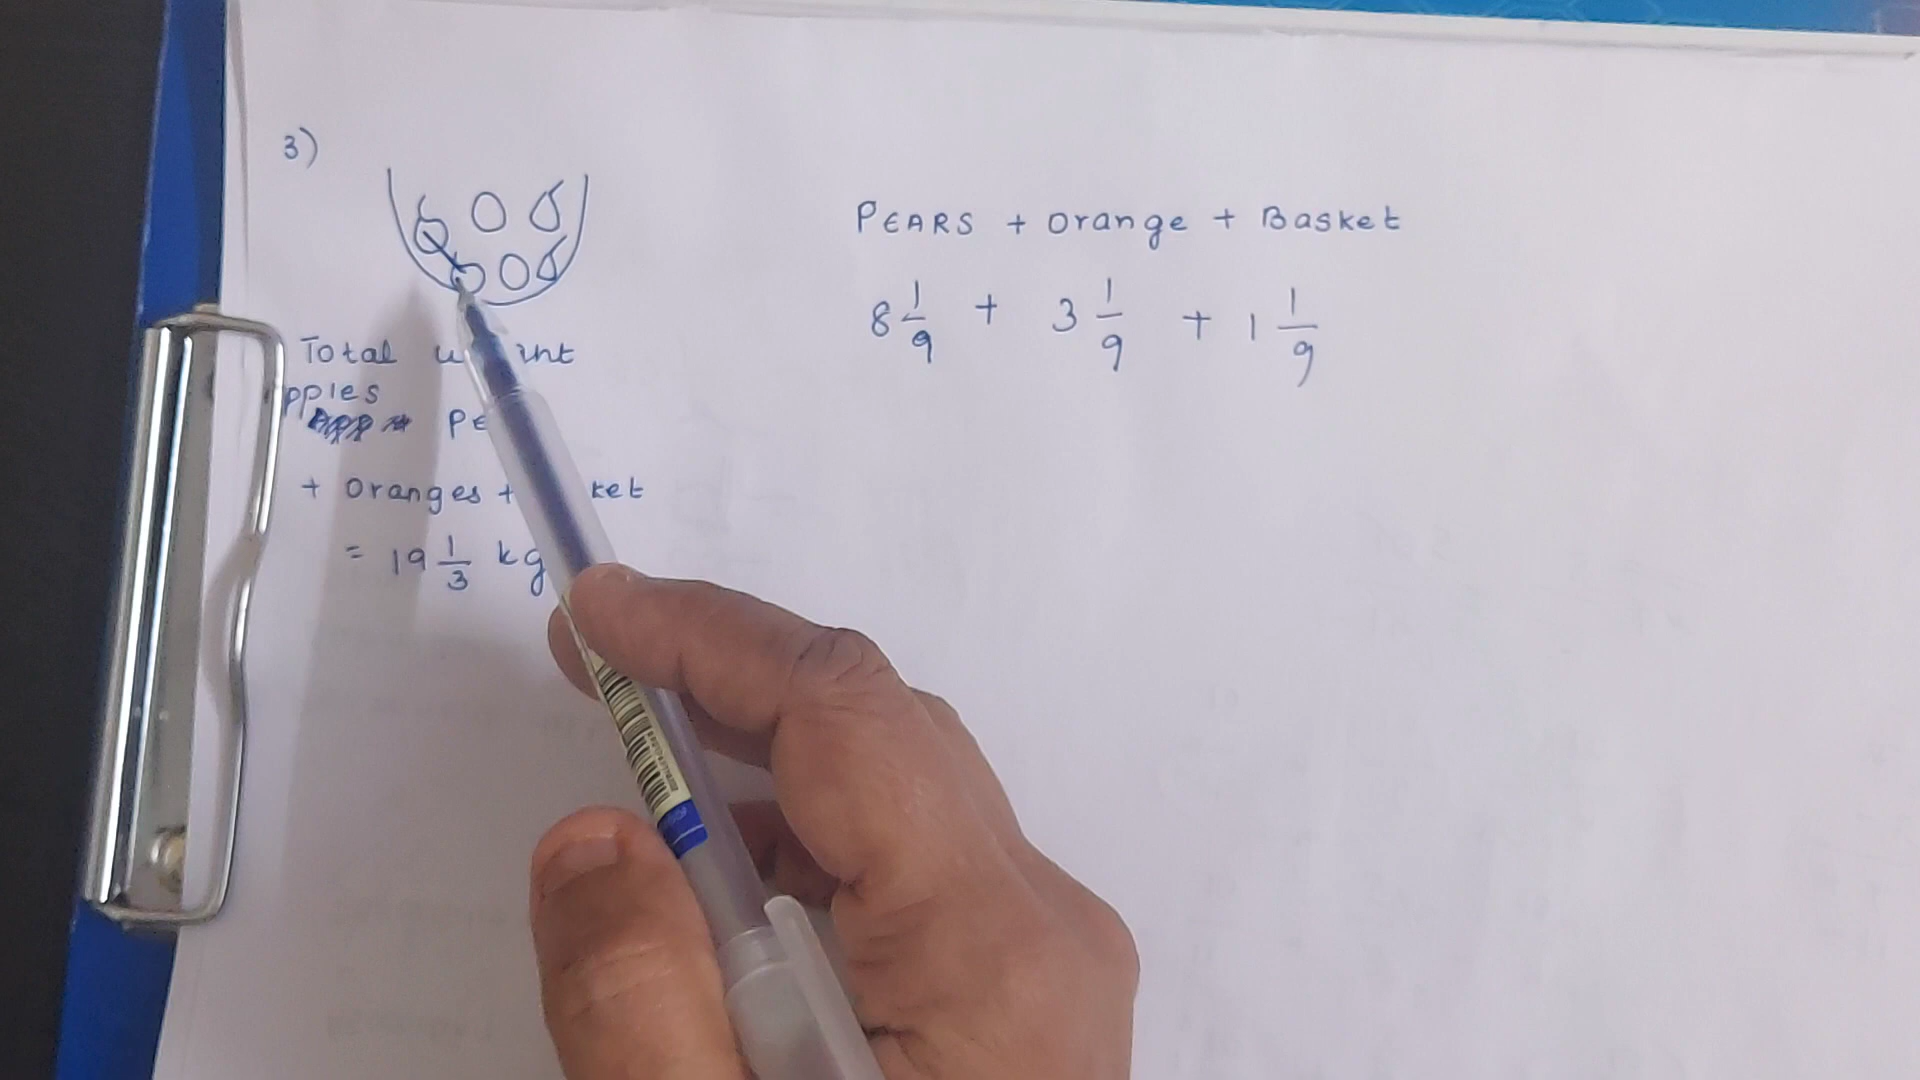 3)
PEARS + Orange + Basket
8 1/9 + 3 1/9 + 1 1/9
Total
pples
+ Oranges +
= 19 1/3 kg